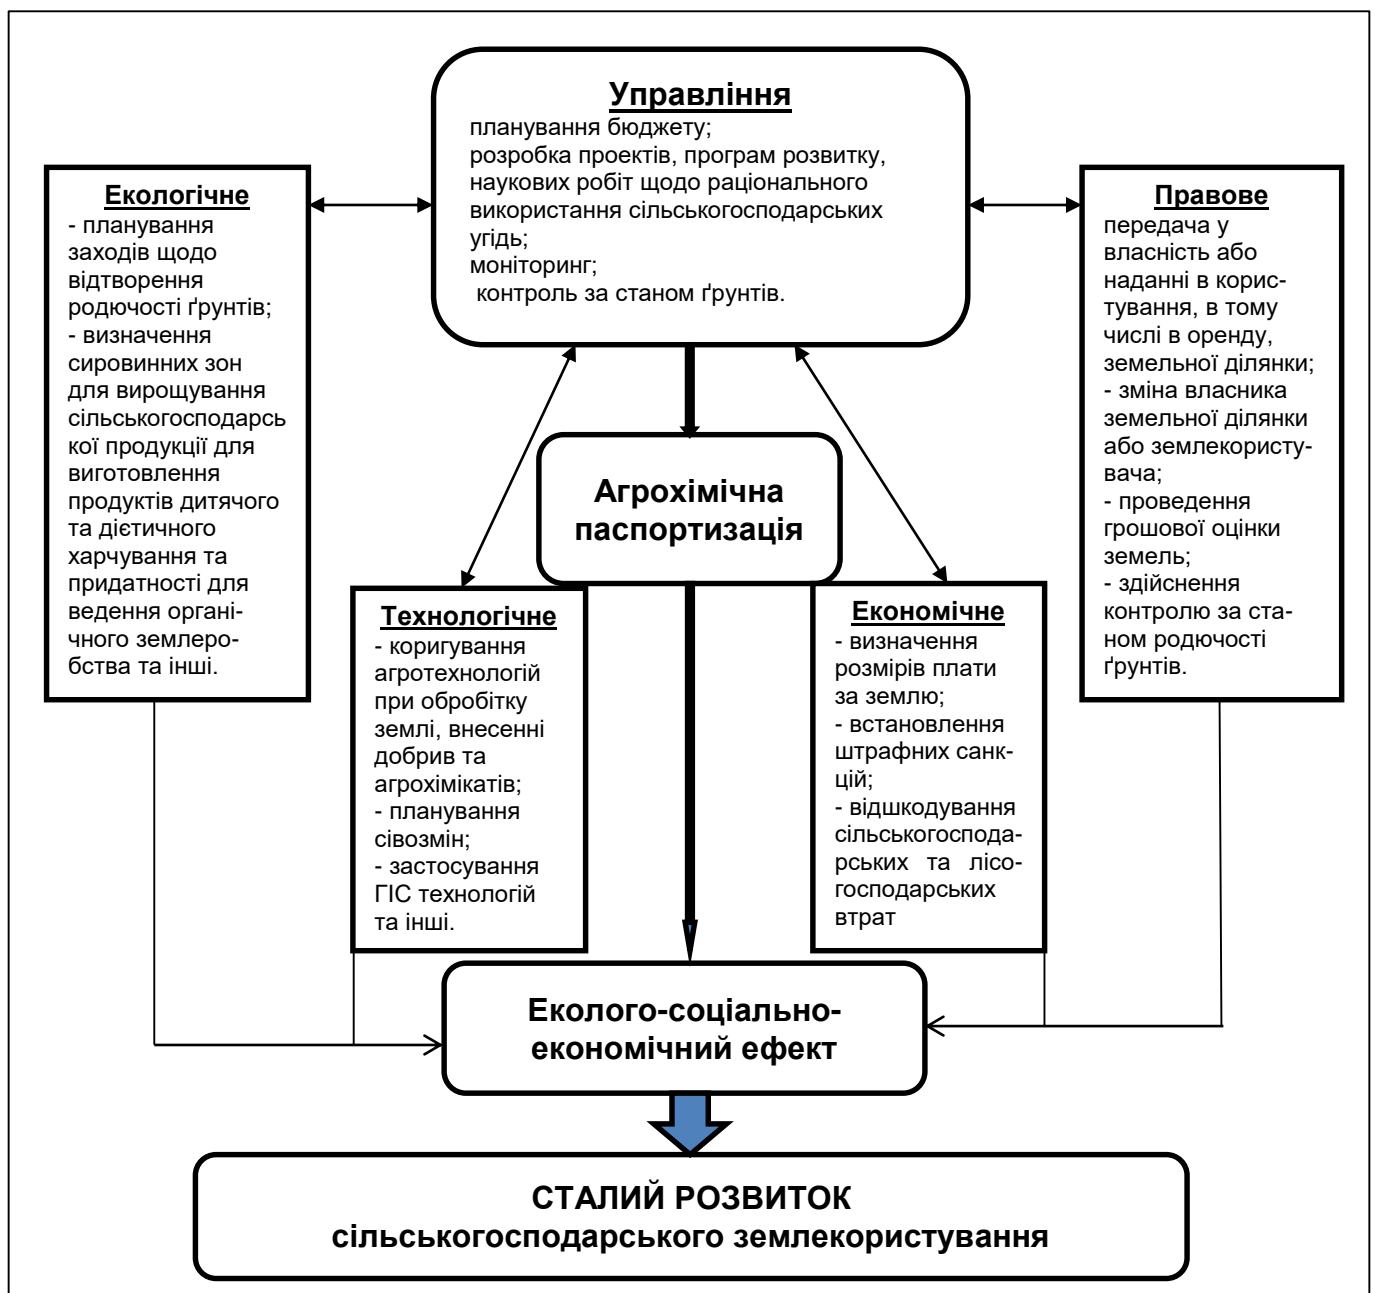 Управління
планування бюджету;
розробка проектів, програм розвитку,
наукових робіт щодо раціонального
використання сільськогосподарських
угідь;
моніторинг;
контроль за станом ґрунтів.
Екологічне
- планування
заходів щодо
відтворення
родючості ґрунтів;
- визначення
сировинних зон
для вирощування
сільськогосподарсь
кої продукції для
виготовлення
продуктів дитячого
та дієтичного
харчування та
придатності для
ведення органі-
чного землеро-
бства та інші.
Правове
передача у
власність або
наданні в корис-
тування, в тому
числі в оренду,
земельної ділянки;
- зміна власника
земельної ділянки
або землекористу-
вача;
- проведення
грошової оцінки
земель;
- здійснення
контролю за ста-
ном родючості
ґрунтів.
Агрохімічна
паспортизація
Технологічне
- коригування
агротехнологій
при обробітку
землі, внесенні
добрив та
агрохімікатів;
- планування
сівозмін;
- застосування
ГІС технологій
та інші.
Економічне
- визначення
розмірів плати
за землю;
- встановлення
штрафних санк-
цій;
- відшкодування
сільськогоспода-
рських та лісо-
господарських
втрат
Еколого-соціально-
економічний ефект
СТАЛИЙ РОЗВИТОК
сільськогосподарського землекористування